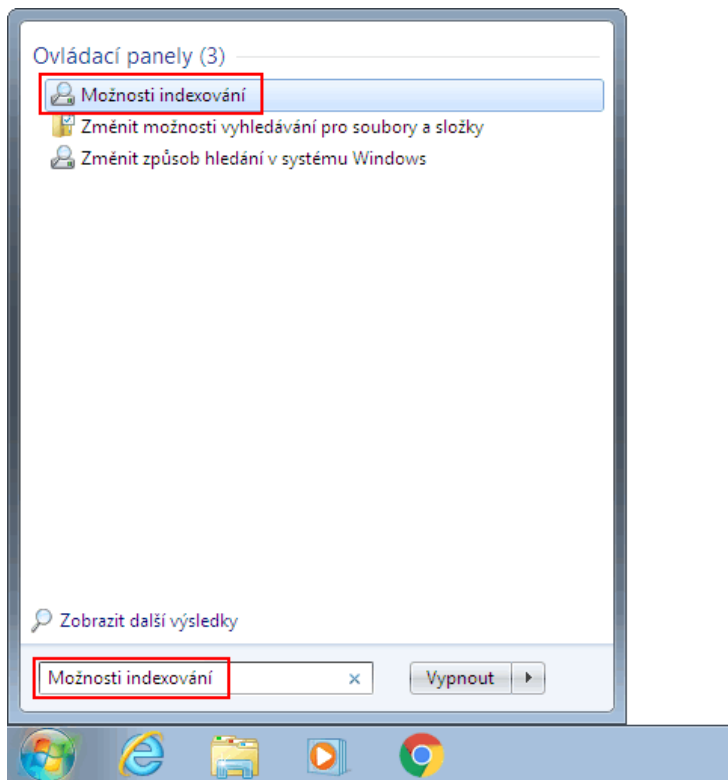 Ovládací panely (3)
Možnosti indexování
Změnit možnosti vyhledávání pro soubory a složky
Změnit způsob hledání v systému Windows
Zobrazit další výsledky
Možnosti indexování
Vypnout